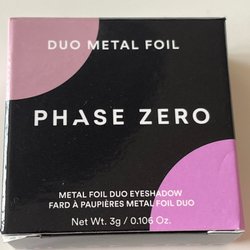 DUO METAL FOIL
PHASE ZERO
METAL FOIL DUO EYESHADOW
FARD À PAUPIÈRES METAL FOIL DUO
Net Wt. 3g / 0.106 Oz.